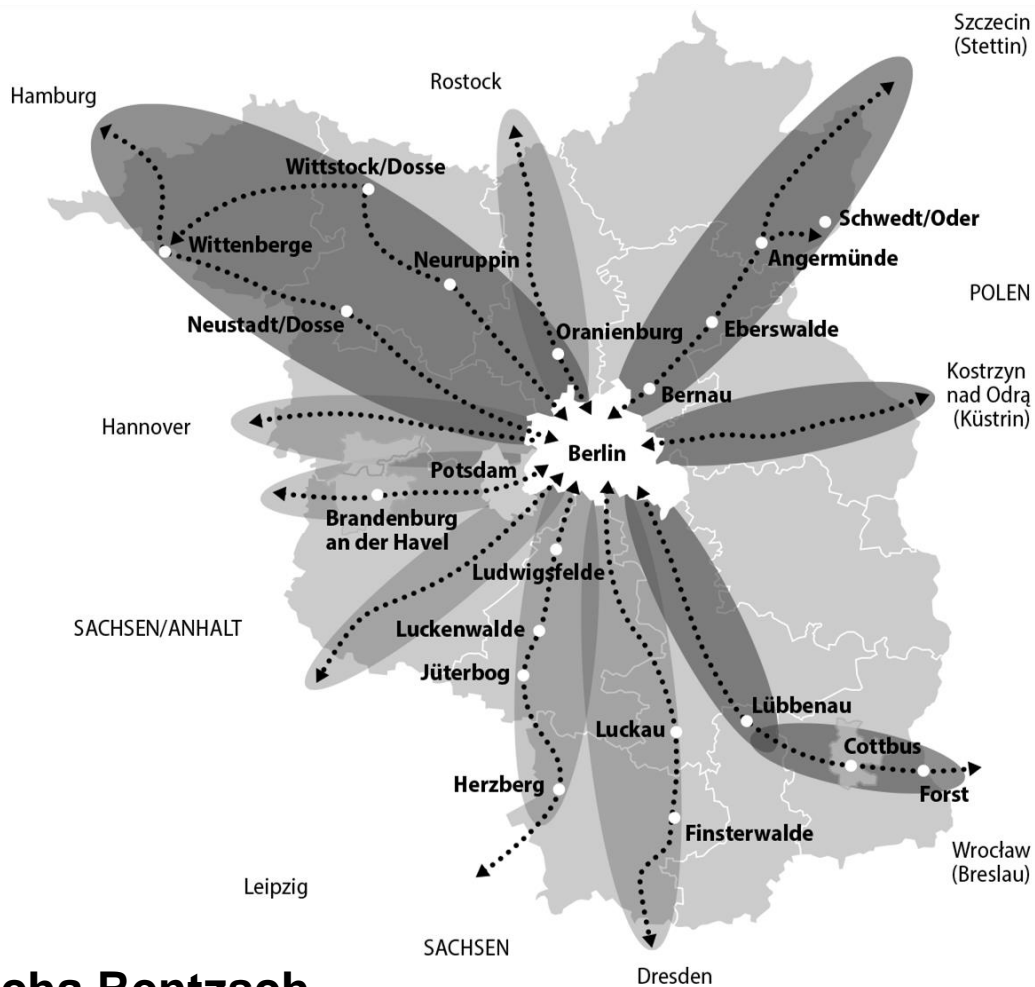 Szczecin
(Stettin)
Rostock
Hamburg
Wittstock/Dosse
Schwedt/Oder
Wittenberge
Neuruppin
Angermünde
POLEN
Neustadt/Dosse
Oranienburg
Eberswalde
Kostrzyn
nad Odrą
(Küstrin)
Bernau
Hannover
Berlin
Potsdam
Brandenburg
an der Havel
Ludwigsfelde
SACHSEN/ANHALT
Luckenwalde
Jüterbog
Lübbenau
Luckau
Cottbus
Herzberg
Forst
Finsterwalde
Wrocław
(Breslau)
Leipzig
SACHSEN
Dresden